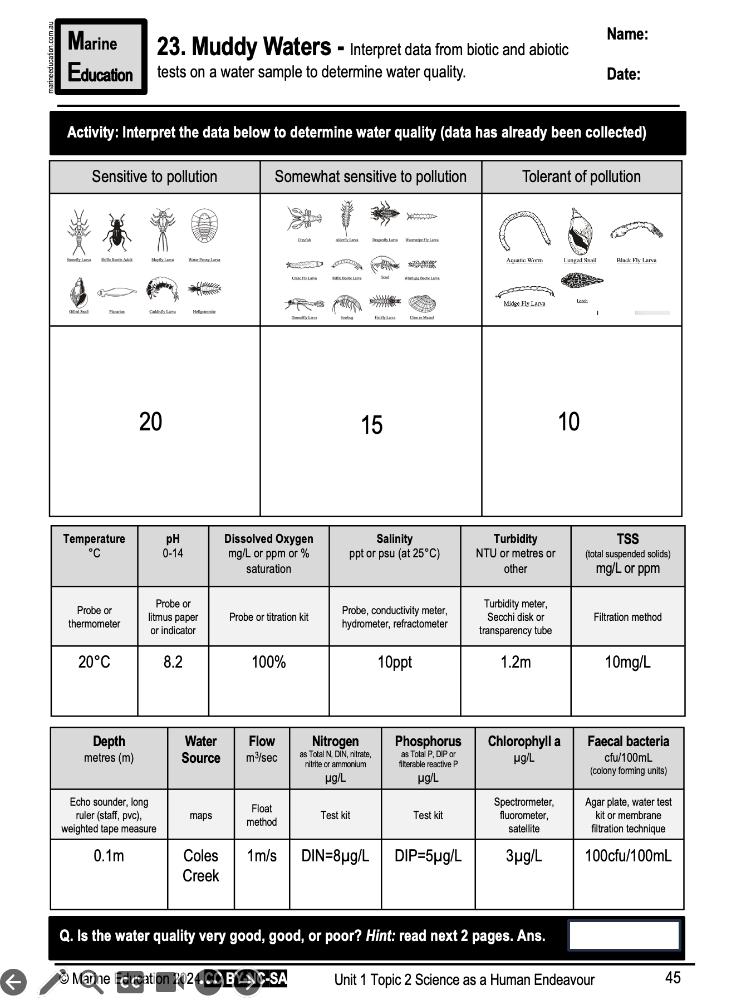 marineeducation.com.au
Marine
Education
23. Muddy Waters - Interpret data from biotic and abiotic
tests on a water sample to determine water quality.
Name:
Date:
Activity: Interpret the data below to determine water quality (data has already been collected)
Sensitive to pollution
Somewhat sensitive to pollution
Tolerant of pollution
Stonefly Larva
Riffle Beetle Adult
Mayfly Larva
Water Penny Larva
Gilled Snail
Planarian
Caddisfly Larva
Hellgrammite
Crayfish
Alderfly Larva
Dragonfly Larva
Watersnipe Fly Larva
Crane Fly Larva
Riffle Beetle Larva
Scud
Whirligig Beetle Larva
Damselfly Larva
Sowbug
Fishfly Larva
Clam or Mussel
Aquatic Worm
Lunged Snail
Black Fly Larva
Midge Fly Larva
Leech
20
15
10
Temperature
°C
pH
0-14
Dissolved Oxygen
mg/L or ppm or %
saturation
Salinity
ppt or psu (at 25°C)
Turbidity
NTU or metres or
other
TSS
(total suspended solids)
mg/L or ppm
Probe or
thermometer
Probe or
litmus paper
or indicator
Probe or titration kit
Probe, conductivity meter,
hydrometer, refractometer
Turbidity meter,
Secchi disk or
transparency tube
Filtration method
20°C
8.2
100%
10ppt
1.2m
10mg/L
Depth
metres (m)
Water
Source
Flow
m³/sec
Nitrogen
as Total N, DIN, nitrate,
nitrite or ammonium
µg/L
Phosphorus
as Total P, DIP or
filterable reactive P
µg/L
Chlorophyll a
µg/L
Faecal bacteria
cfu/100mL
(colony forming units)
Echo sounder, long
ruler (staff, pvc),
weighted tape measure
maps
Float
method
Test kit
Test kit
Spectrormeter,
fluorometer,
satellite
Agar plate, water test
kit or membrane
filtration technique
0.1m
Coles
Creek
1m/s
DIN=8µg/L
DIP=5µg/L
3µg/L
100cfu/100mL
Q. Is the water quality very good, good, or poor? Hint: read next 2 pages. Ans.
© Marine Education 2024 CC BY-NC-SA
CC
Unit 1 Topic 2 Science as a Human Endeavour
45